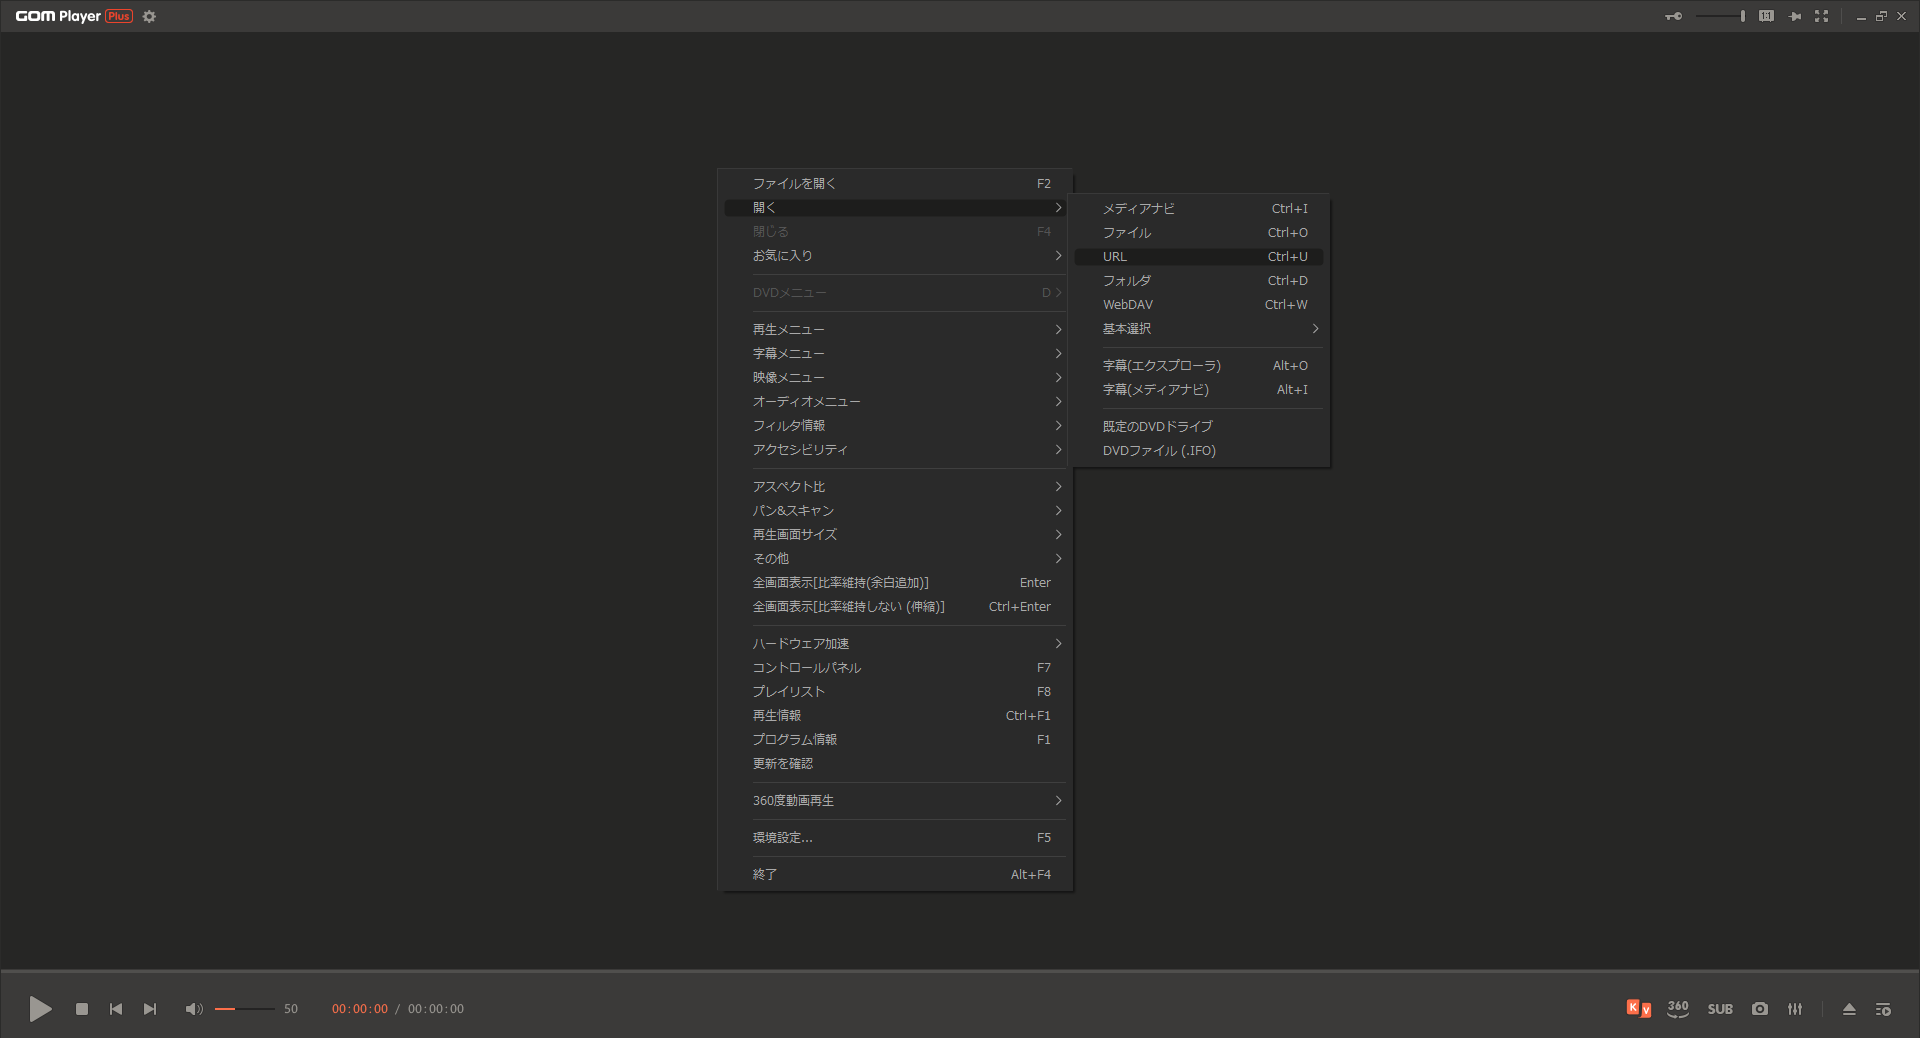 GOM Player Plus
ファイルを開く F2
開く
閉じる F4
お気に入り
DVDメニュー D
再生メニュー
字幕メニュー
映像メニュー
オーディオメニュー
フィルタ情報
アクセシビリティ
アスペクト比
パン&スキャン
再生画面サイズ
その他
全画面表示[比率維持(余白追加)] Enter
全画面表示[比率維持しない (伸縮)] Ctrl+Enter
ハードウェア加速
コントロールパネル F7
プレイリスト F8
再生情報 Ctrl+F1
プログラム情報 F1
更新を確認
360度動画再生
環境設定... F5
終了 Alt+F4
メディアナビ Ctrl+I
ファイル Ctrl+O
URL Ctrl+U
フォルダ Ctrl+D
WebDAV Ctrl+W
基本選択
字幕(エクスプローラ) Alt+O
字幕(メディアナビ) Alt+I
既定のDVDドライブ
DVDファイル (.IFO)
50 00:00:00 / 00:00:00
K V 360 SUB